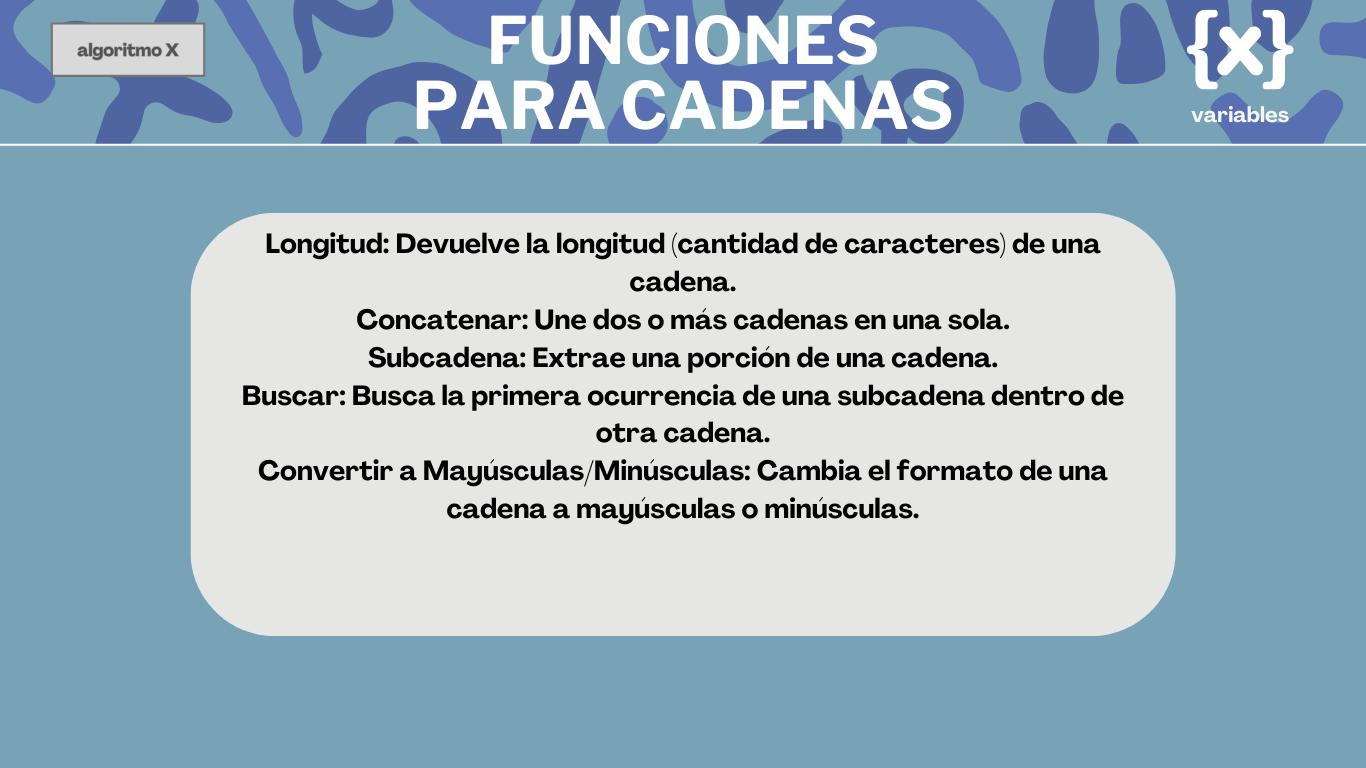 algoritmo X
FUNCIONES
PARA CADENAS
{x}
variables
Longitud: Devuelve la longitud (cantidad de caracteres) de una
cadena.
Concatenar: Une dos o más cadenas en una sola.
Subcadena: Extrae una porción de una cadena.
Buscar: Busca la primera ocurrencia de una subcadena dentro de
otra cadena.
Convertir a Mayúsculas/Minúsculas: Cambia el formato de una
cadena a mayúsculas o minúsculas.